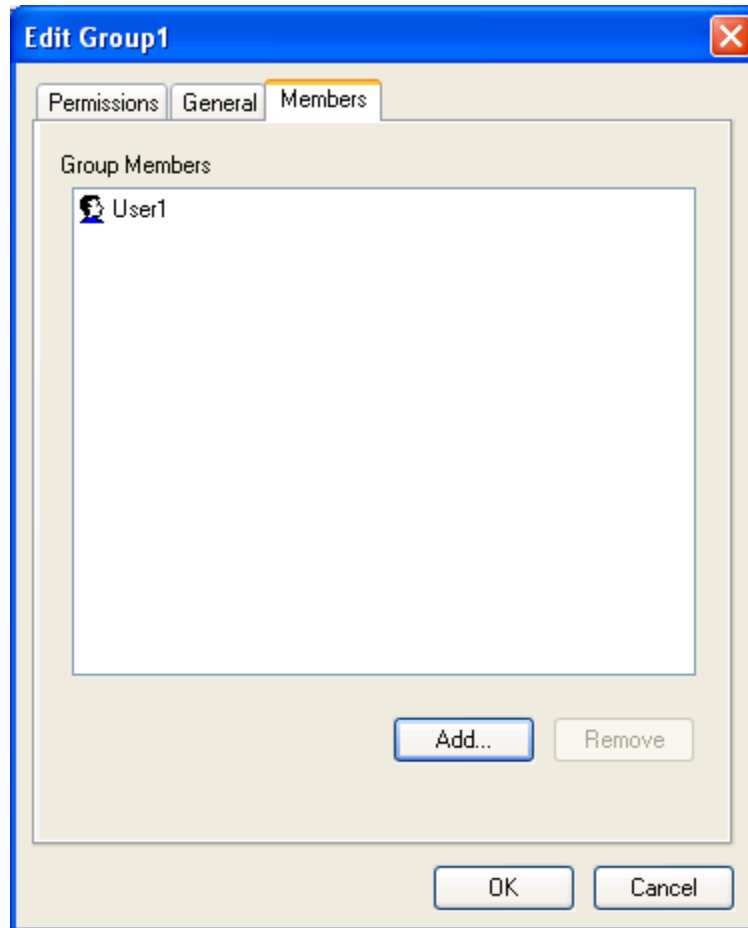 Edit Group1
Permissions General Members
Group Members
User1
Add... Remove
OK Cancel